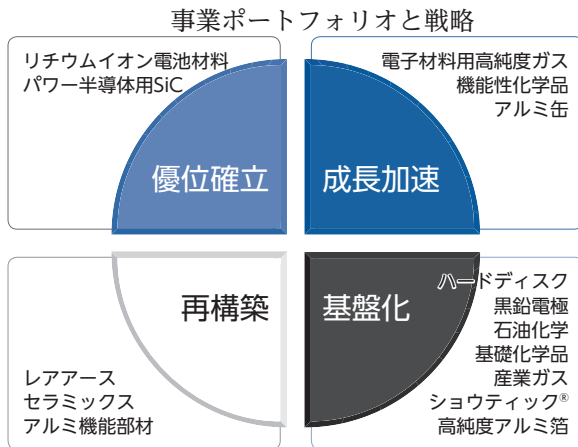 事業ポートフォリオと戦略
リチウムイオン電池材料
パワー半導体用SiC
優位確立
電子材料用高純度ガス
機能性化学品
アルミ缶
成長加速
再構築
レアアース
セラミックス
アルミ機能部材
基盤化
ハードディスク
黒鉛電極
石油化学
基礎化学品
産業ガス
ショウティック®
高純度アルミ箔